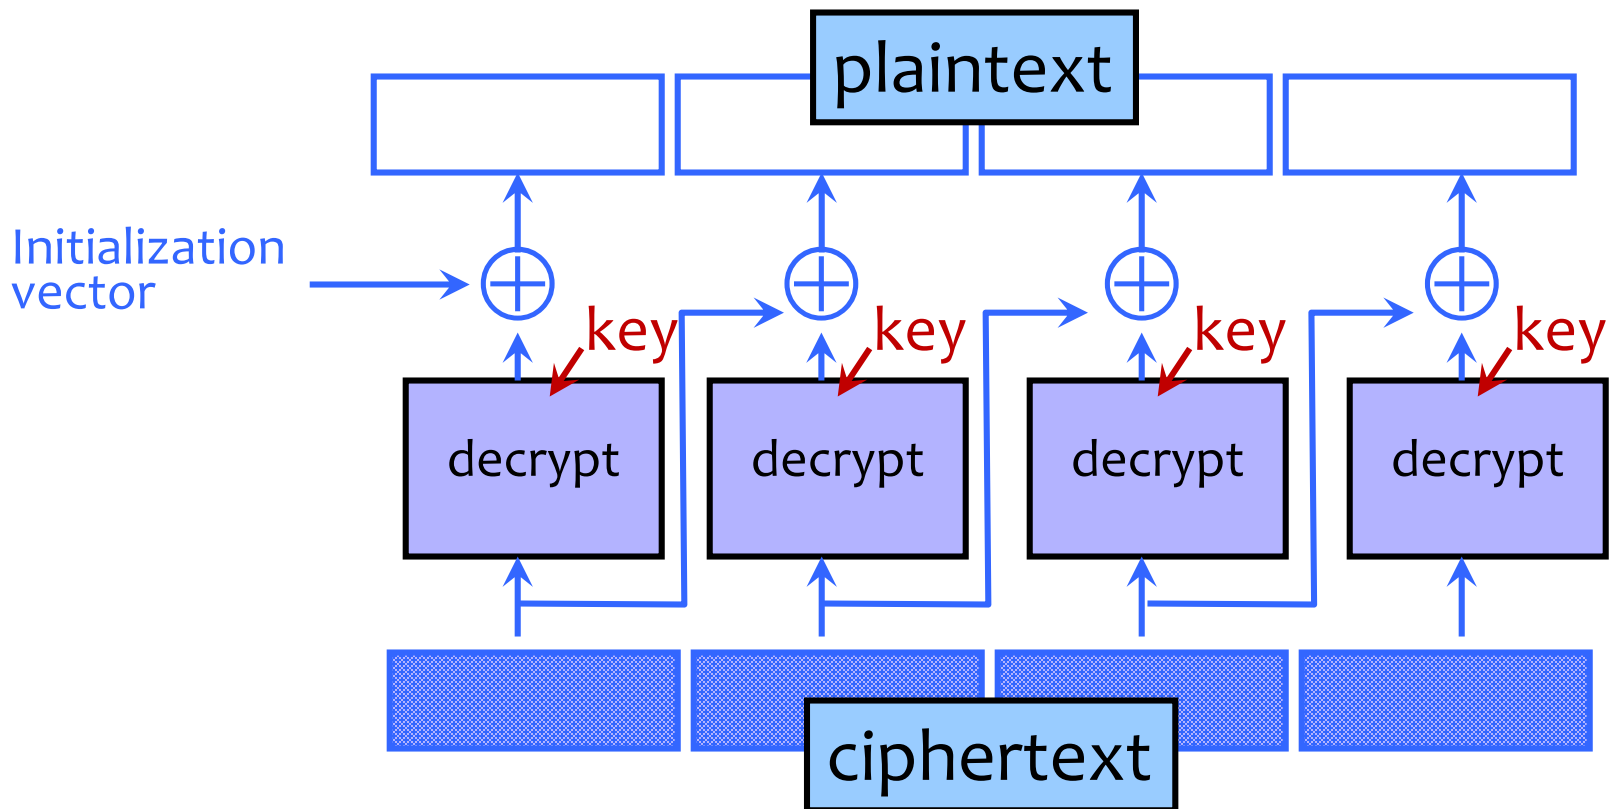 plaintext
Initialization
vector
key
key
key
key
decrypt
decrypt
decrypt
decrypt
ciphertext